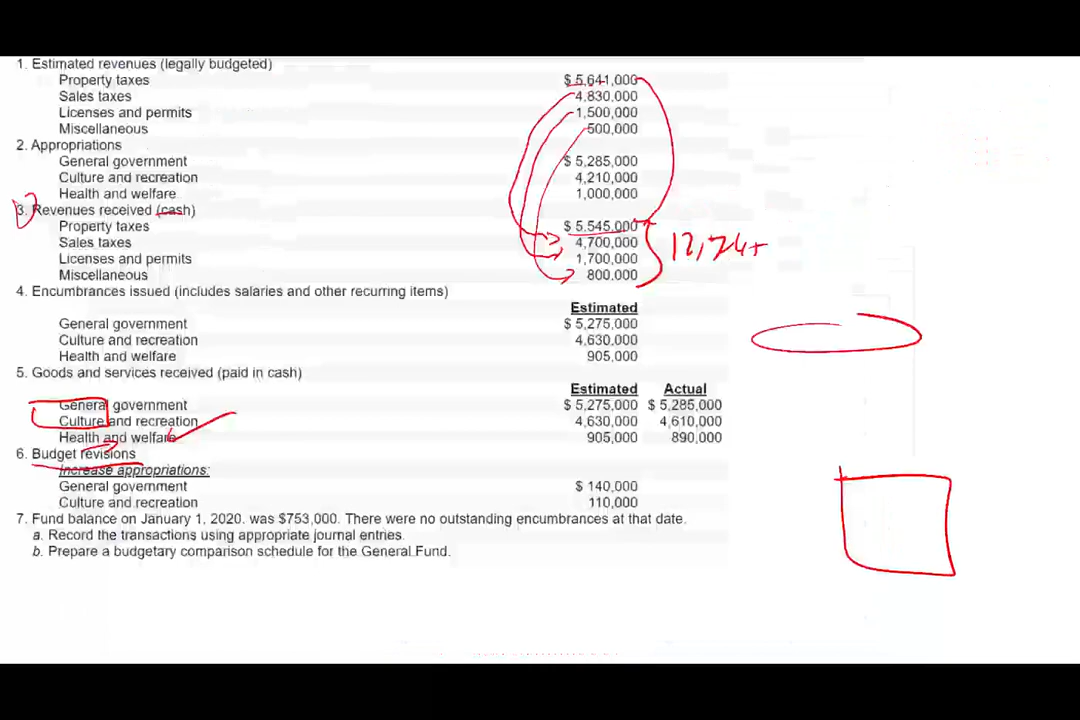 1. Estimated revenues (legally budgeted)
Property taxes $ 5,641,000
Sales taxes 4,830,000
Licenses and permits 1,500,000
Miscellaneous 500,000
2. Appropriations
General government $ 5,285,000
Culture and recreation 4,210,000
Health and welfare 1,000,000
3. Revenues received (cash)
Property taxes $ 5,545,000
Sales taxes 4,700,000
Licenses and permits 1,700,000
Miscellaneous 800,000
4. Encumbrances issued (includes salaries and other recurring items)
Estimated
General government $ 5,275,000
Culture and recreation 4,630,000
Health and welfare 905,000
5. Goods and services received (paid in cash)
Estimated Actual
General government $ 5,275,000 $ 5,285,000
Culture and recreation 4,630,000 4,610,000
Health and welfare 905,000 890,000
6. Budget revisions
Increase appropriations:
General government $ 140,000
Culture and recreation 110,000
7. Fund balance on January 1, 2020. was $753,000. There were no outstanding encumbrances at that date.
a. Record the transactions using appropriate journal entries.
b. Prepare a budgetary comparison schedule for the General Fund.